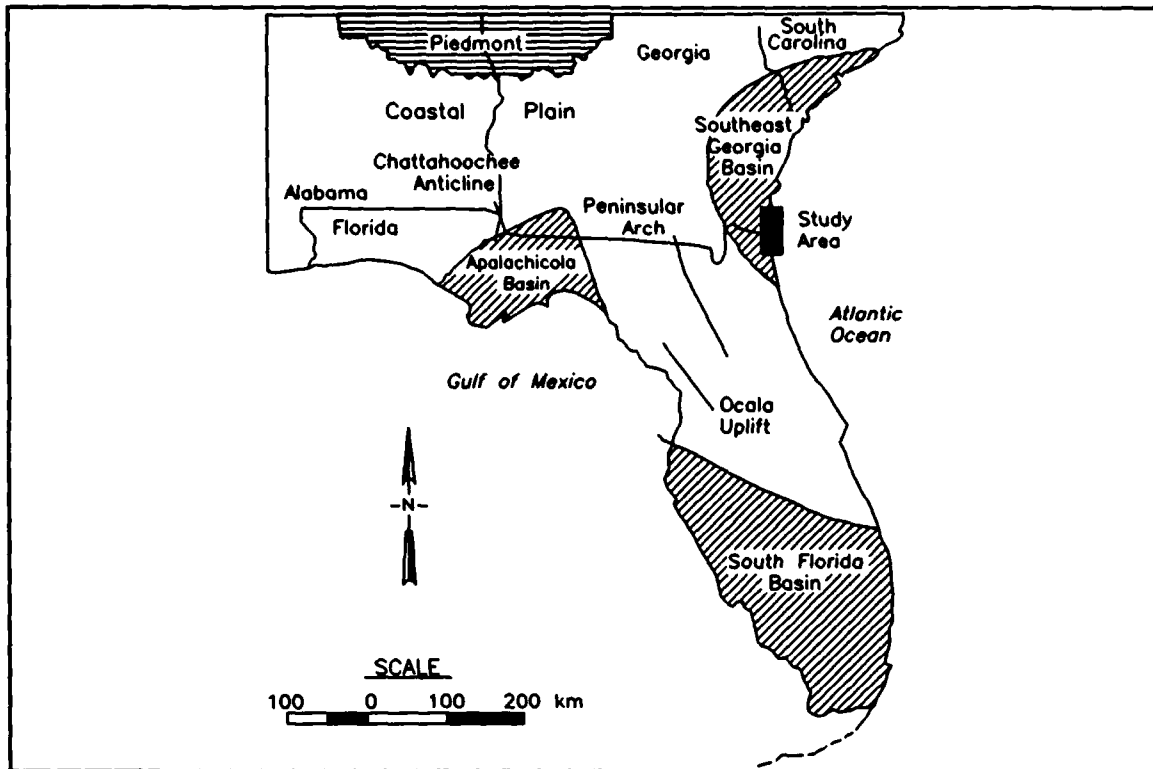 Piedmont
Georgia
South
Carolina
Coastal Plain
Southeast
Georgia
Basin
Chattahoochee
Anticline
Alabama
Florida
Peninsular
Arch
Study
Area
Apalachicola
Basin
Atlantic
Ocean
Gulf of Mexico
Ocala
Uplift
-N-
South Florida
Basin
SCALE
100 0 100 200 km